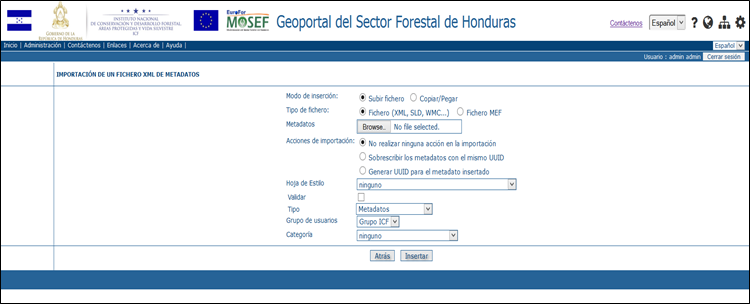 GOBIERNO DE LA
REPÚBLICA DE HONDURAS
INSTITUTO NACIONAL
DE CONSERVACIÓN Y DESARROLLO FORESTAL
ÁREAS PROTEGIDAS Y VIDA SILVESTRE
ICF
EuroFor
MOSEF
Geoportal del Sector Forestal de Honduras
Contáctenos
Español
Inicio | Administración | Contáctenos | Enlaces | Acerca de | Ayuda |
Español
Usuario : admin admin Cerrar sesión
IMPORTACIÓN DE UN FICHERO XML DE METADATOS
Modo de inserción: Subir fichero Copiar/Pegar
Tipo de fichero: Fichero (XML, SLD, WMC...) Fichero MEF
Metadatos Browse.. No file selected.
Acciones de importación: No realizar ninguna acción en la importación
Sobrescribir los metadatos con el mismo UUID
Generar UUID para el metadato insertado
Hoja de Estilo ninguno
Validar
Tipo Metadatos
Grupo de usuarios Grupo ICF
Categoría ninguno
Atrás Insertar